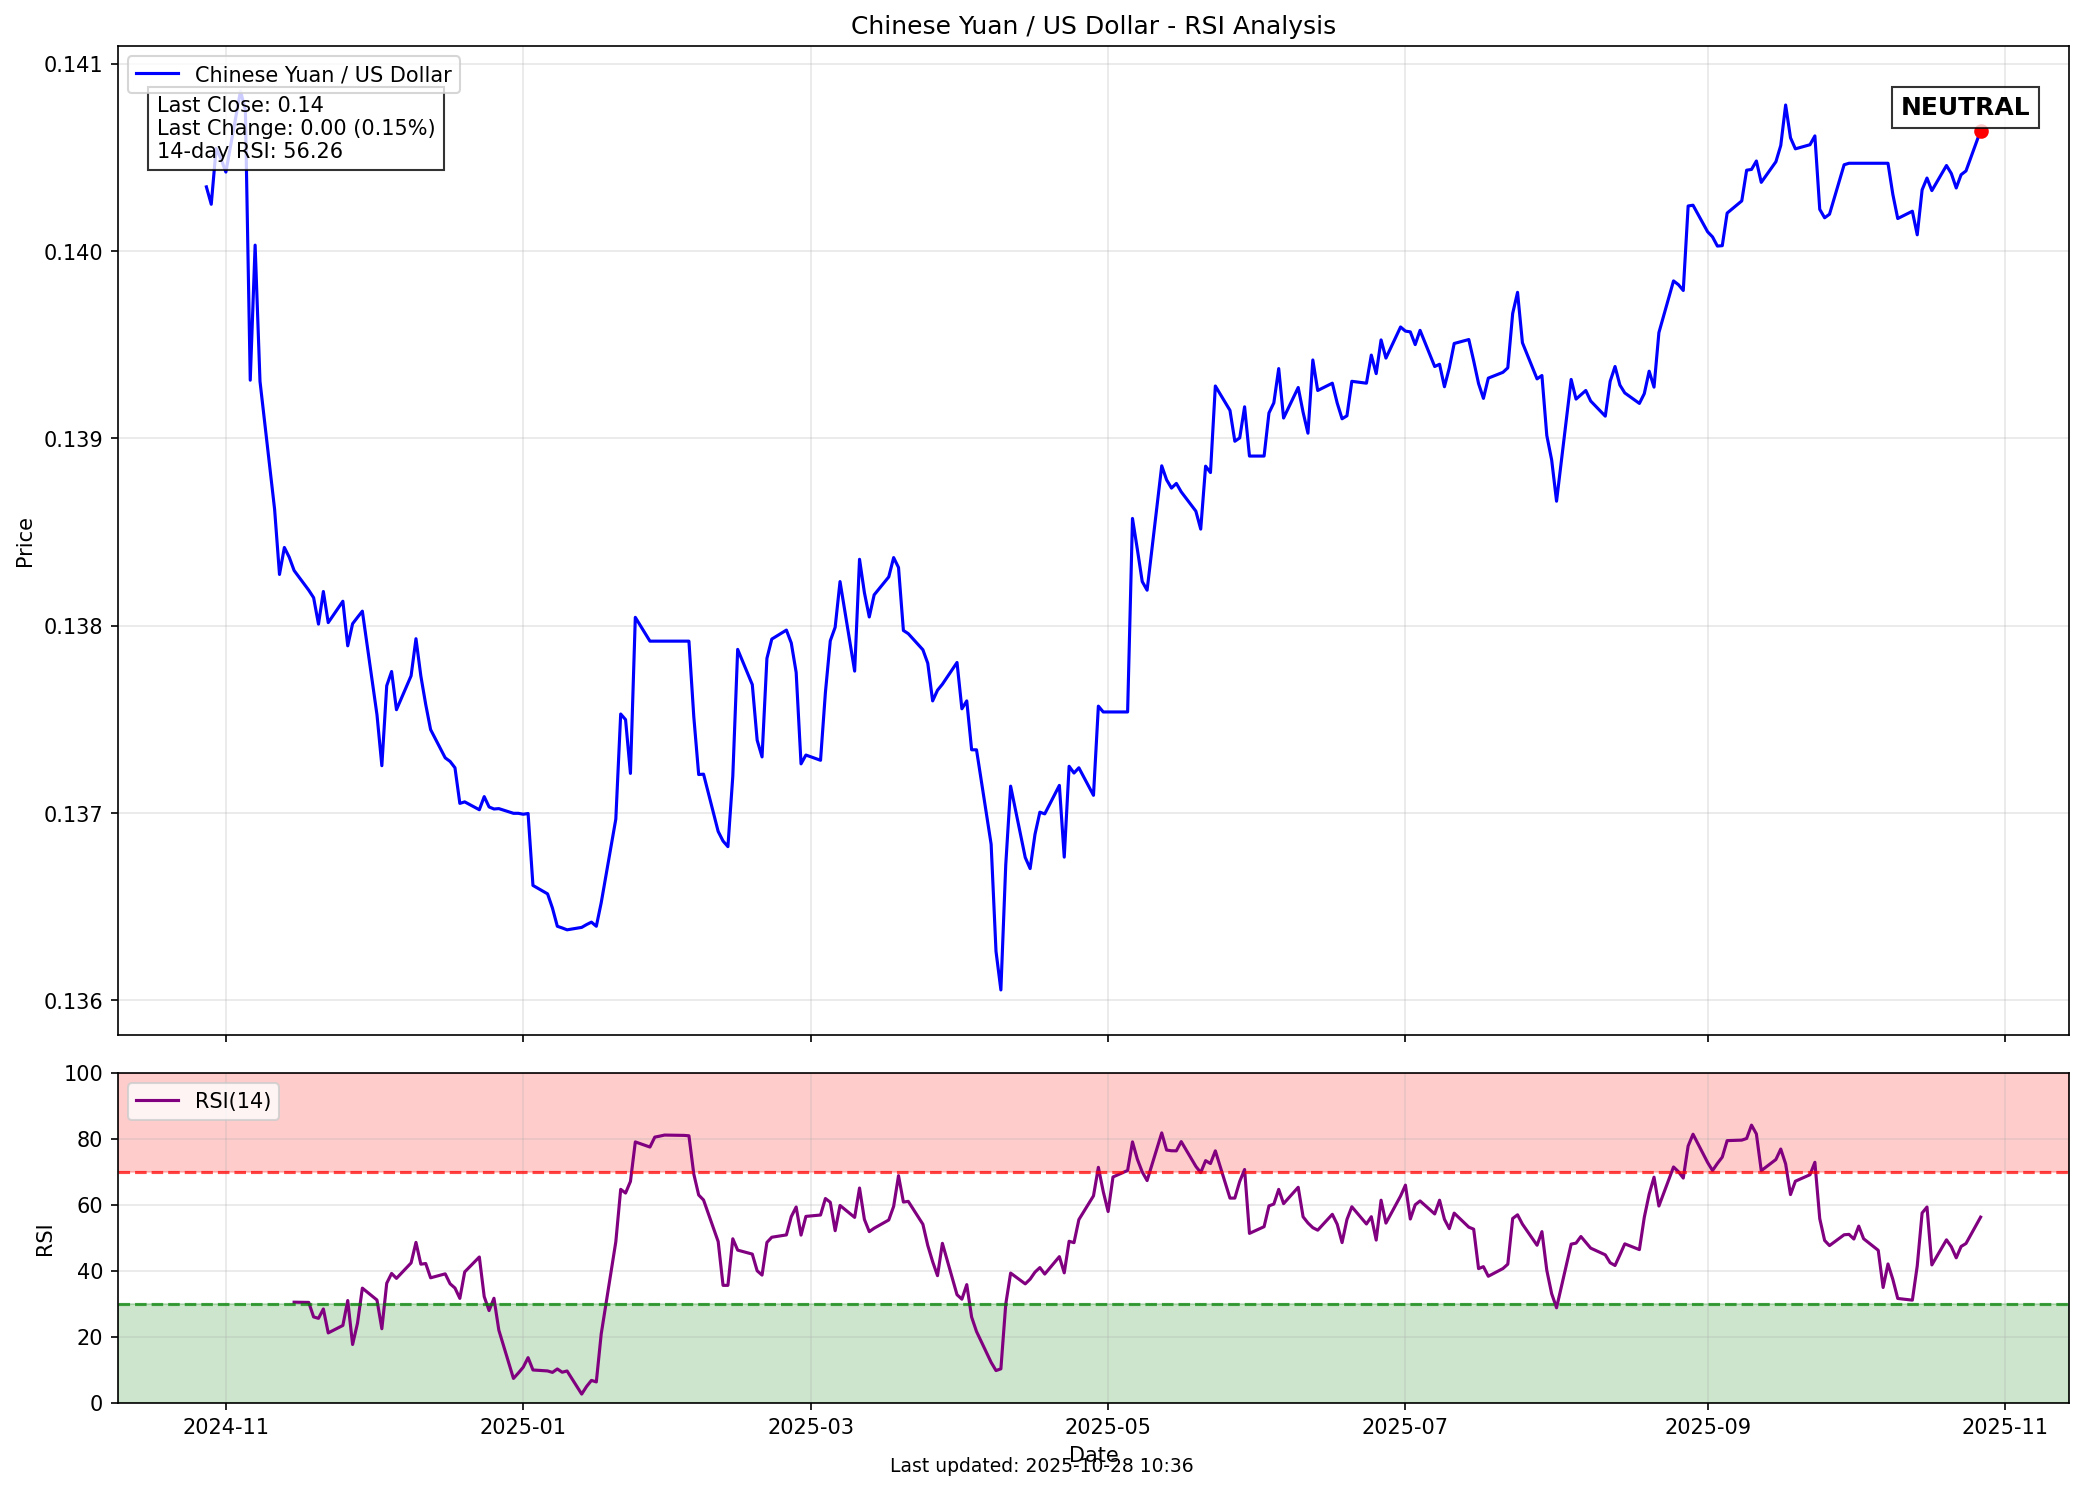 Chinese Yuan / US Dollar - RSI Analysis
Chinese Yuan / US Dollar
Last Close: 0.14
Last Change: 0.00 (0.15%)
14-day RSI: 56.26
NEUTRAL
Price
0.141
0.140
0.139
0.138
0.137
0.136
RSI(14)
RSI
100
80
60
40
20
0
2024-11
2025-01
2025-03
2025-05
2025-07
2025-09
2025-11
Date
Last updated: 2025-10-28 10:36